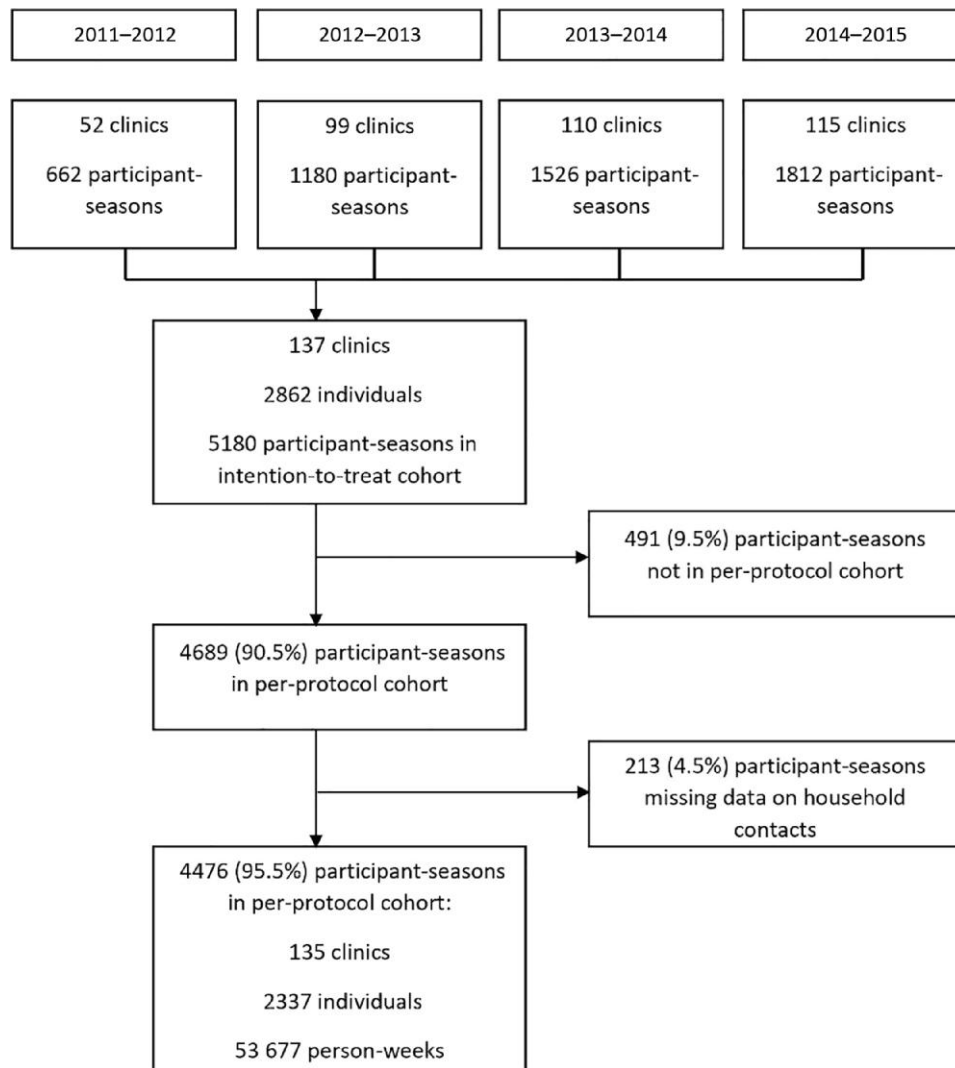 2011–2012
2012–2013
2013–2014
2014–2015
52 clinics
662 participant-
seasons
99 clinics
1180 participant-
seasons
110 clinics
1526 participant-
seasons
115 clinics
1812 participant-
seasons
137 clinics
2862 individuals
5180 participant-seasons in
intention-to-treat cohort
491 (9.5%) participant-seasons
not in per-protocol cohort
4689 (90.5%) participant-seasons
in per-protocol cohort
213 (4.5%) participant-seasons
missing data on household
contacts
4476 (95.5%) participant-seasons
in per-protocol cohort:
135 clinics
2337 individuals
53 677 person-weeks